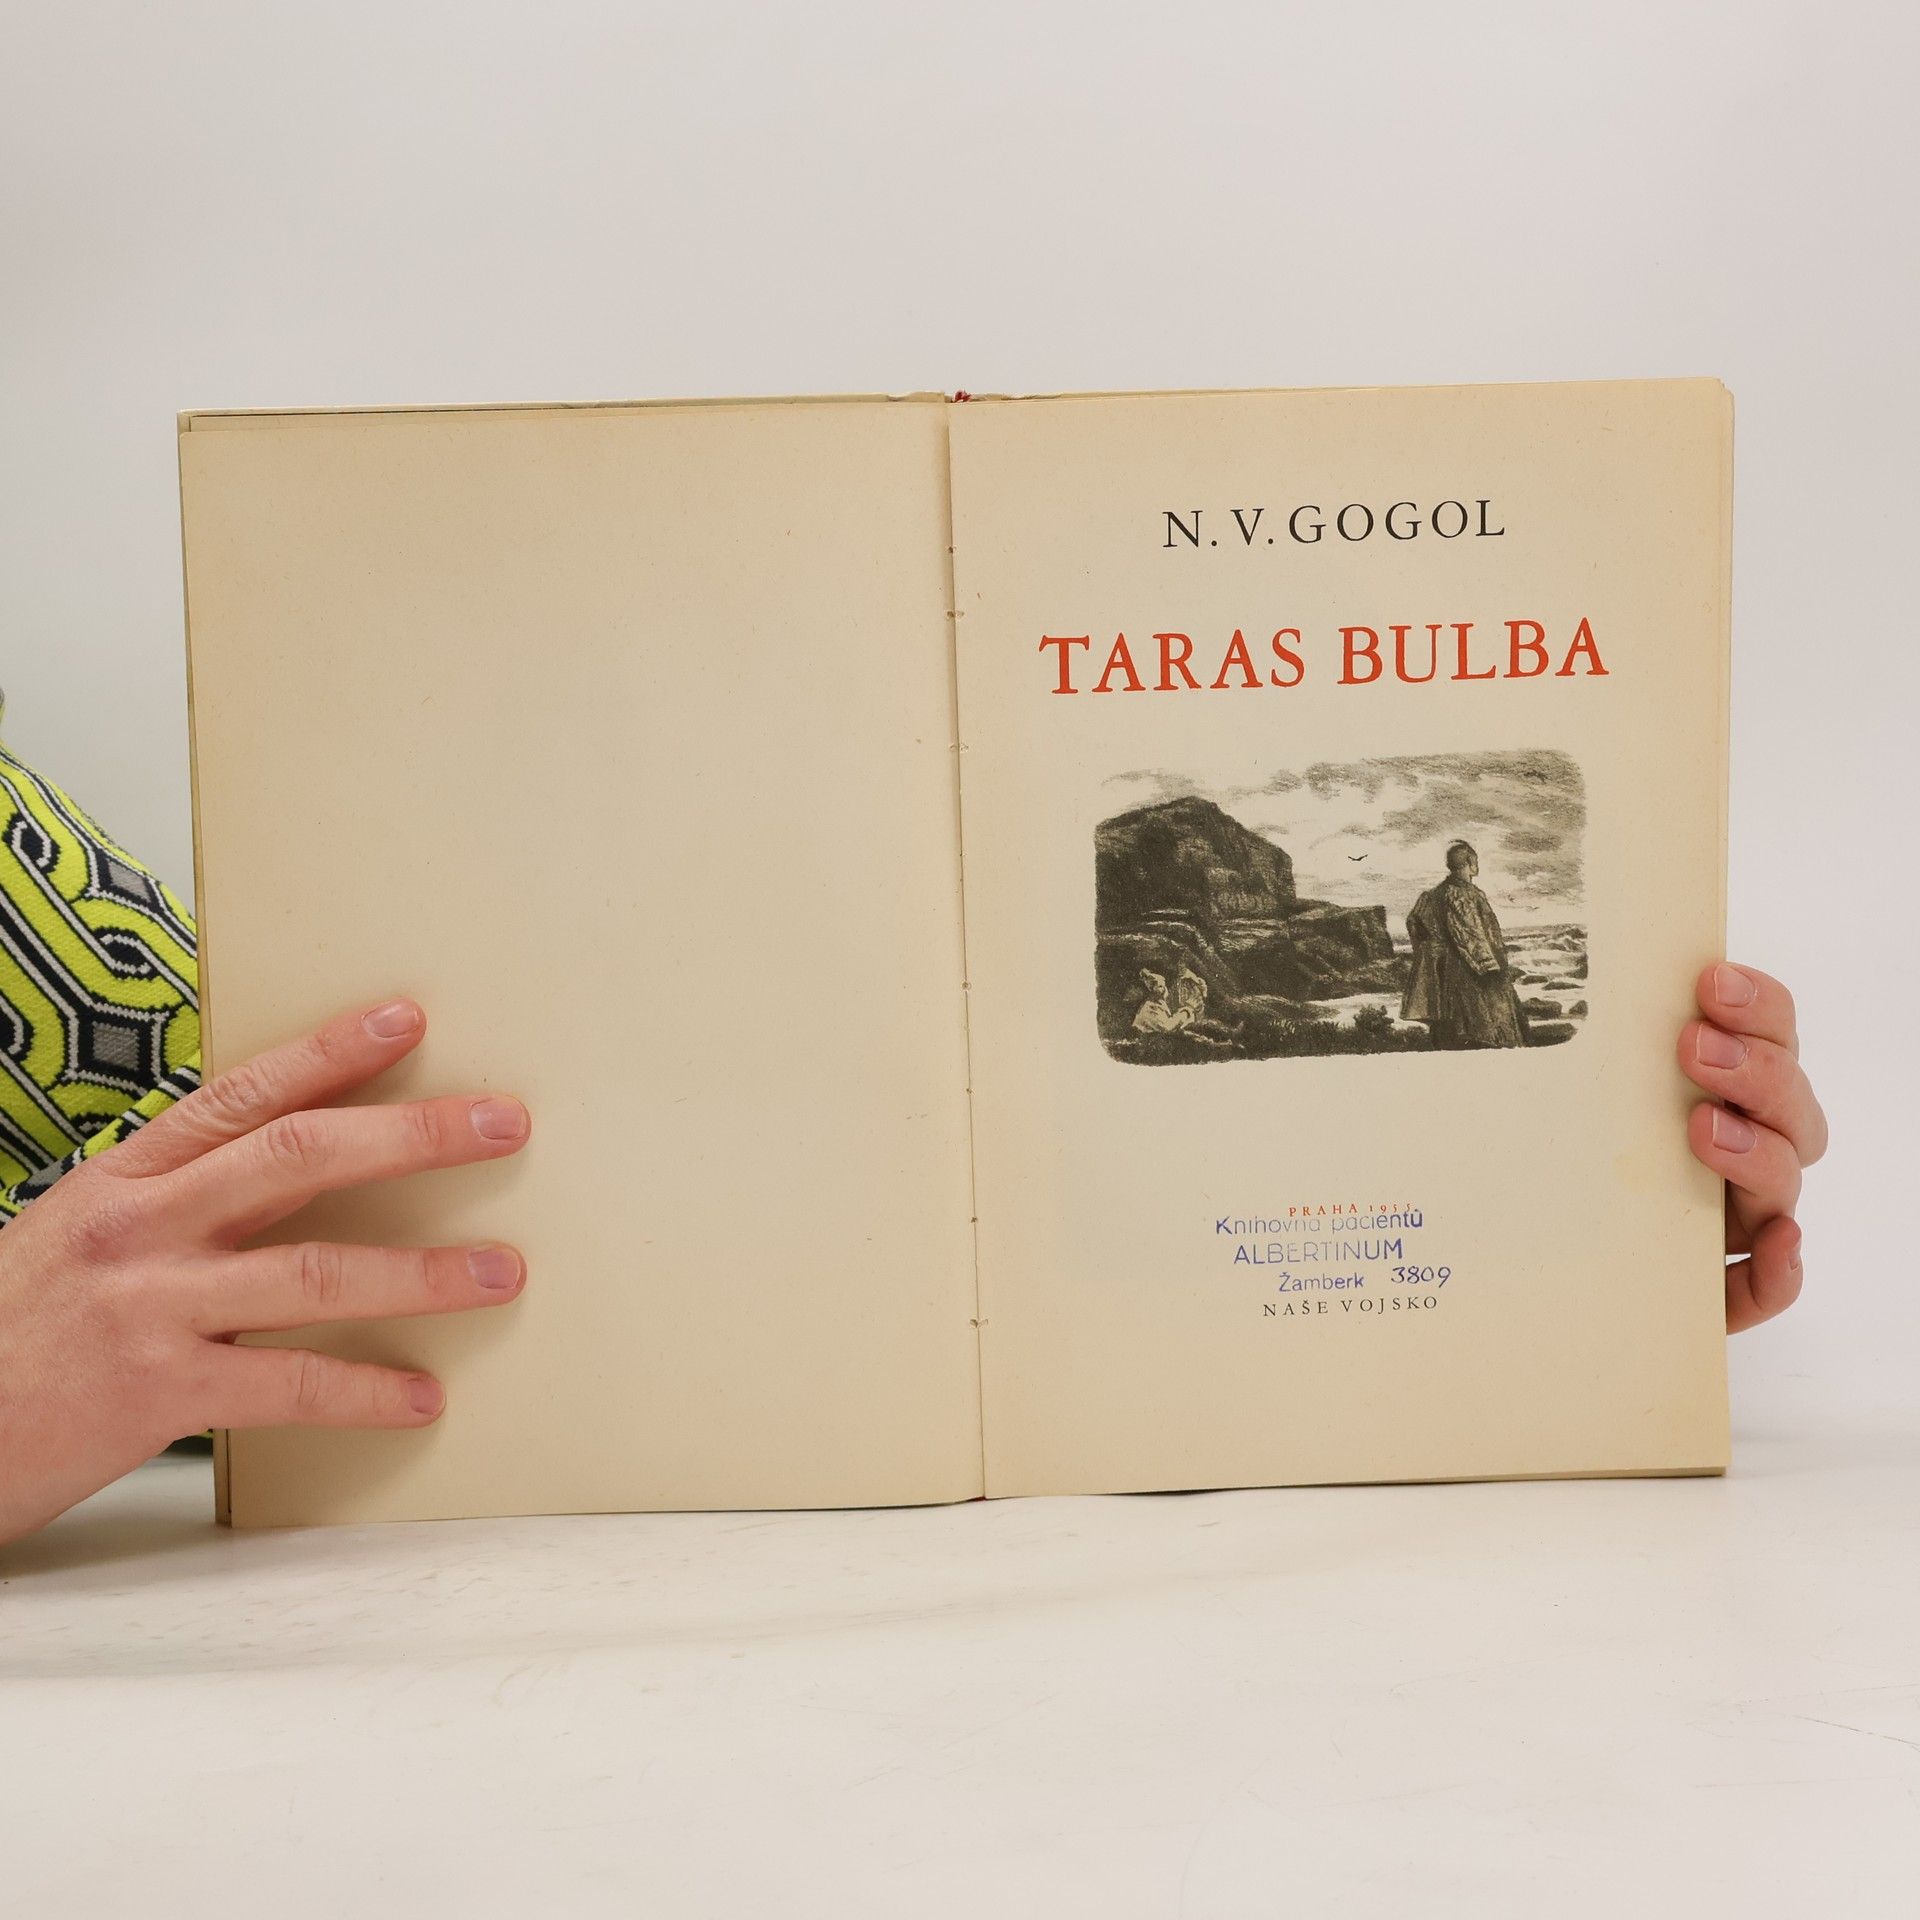 N. V. GOGOL
TARAS BULBA
PRAHA 1955
Knihovna pacientů
ALBERTINUM
Žamberk 3809
NAŠE VOJSKO